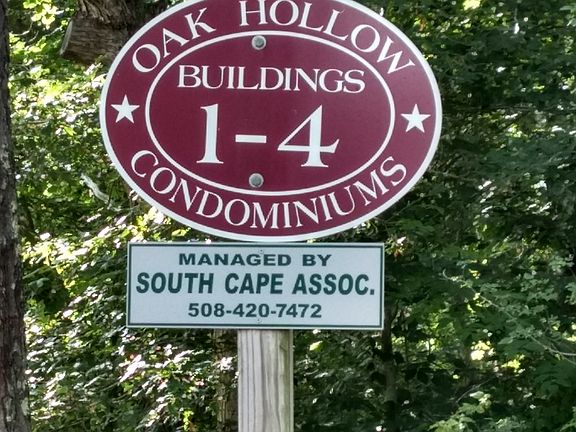 OAK HOLLOW
BUILDINGS
1-4
CONDOMINIUMS
MANAGED BY
SOUTH CAPE ASSOC.
508-420-7472